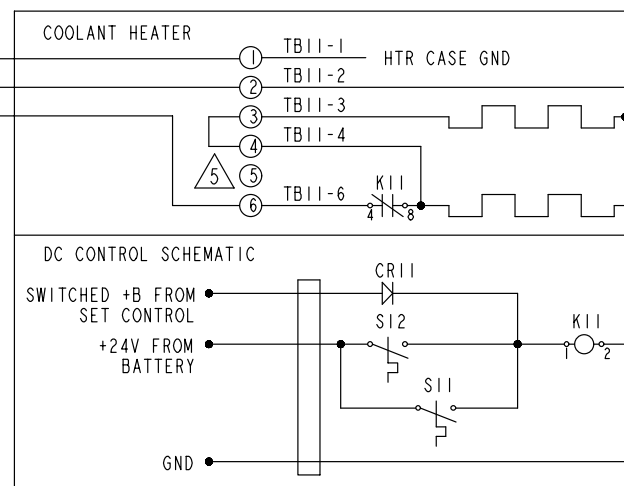 COOLANT HEATER
1 TB11-1 HTR CASE GND
2 TB11-2
3 TB11-3
4 TB11-4
5 5
6 TB11-6 K11
4 8
DC CONTROL SCHEMATIC
SWITCHED +B FROM
SET CONTROL
CR11
+24V FROM
BATTERY
S12
K11
1 2
S11
GND